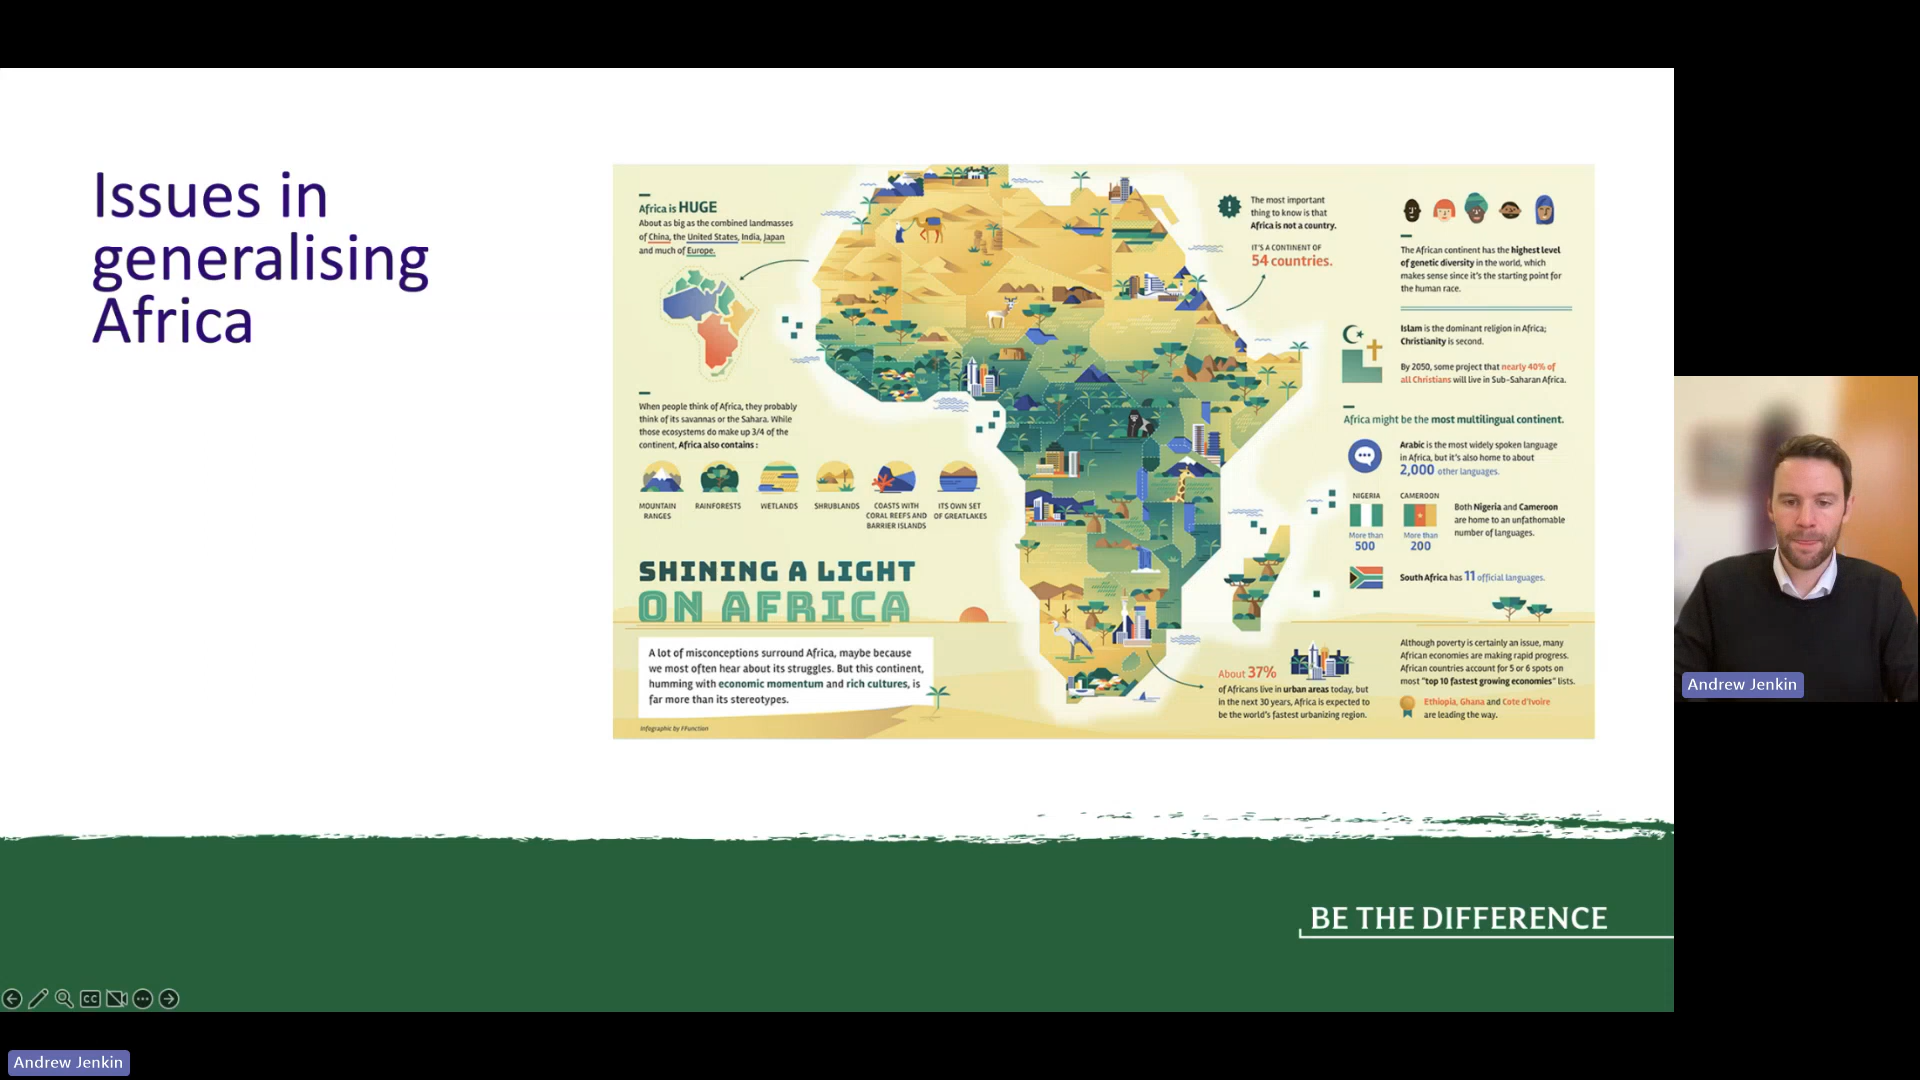 Issues in
generalising
Africa
Africa is HUGE
About as big as the combined landmasses
of China, the United States, India, Japan
and much of Europe.
When people think of Africa, they probably
think of its savannas or the Sahara. While
those ecosystems do make up 3/4 of the
continent, Africa also contains :
MOUNTAIN
RANGES
RAINFORESTS
WETLANDS
SHRUBLANDS
COASTS WITH
CORAL REEFS AND
BARRIER ISLANDS
ITS OWN SET
OF GREATLAKES
SHINING A LIGHT
ON AFRICA
A lot of misconceptions surround Africa, maybe because
we most often hear about its struggles. But this continent,
humming with economic momentum and rich cultures, is
far more than its stereotypes.
Infographic by FFunction
The most important
thing to know is that
Africa is not a country.
IT'S A CONTINENT OF
54 countries.
The African continent has the highest level
of genetic diversity in the world, which
makes sense since it's the starting point for
the human race.
Islam is the dominant religion in Africa;
Christianity is second.
By 2050, some project that nearly 40% of
all Christians will live in Sub-Saharan Africa.
Africa might be the most multilingual continent.
Arabic is the most widely spoken language
in Africa, but it's also home to about
2,000 other languages.
NIGERIA
More than
500
CAMEROON
More than
200
Both Nigeria and Cameroon
are home to an unfathomable
number of languages.
South Africa has 11 official languages.
About 37%
of Africans live in urban areas today, but
in the next 30 years, Africa is expected to
be the world's fastest urbanizing region.
Although poverty is certainly an issue, many
African economies are making rapid progress.
African countries account for 5 or 6 spots on
most "top 10 fastest growing economies" lists.
Ethiopia, Ghana and Cote d'Ivoire
are leading the way.
BE THE DIFFERENCE
CC
Andrew Jenkin
Andrew Jenkin